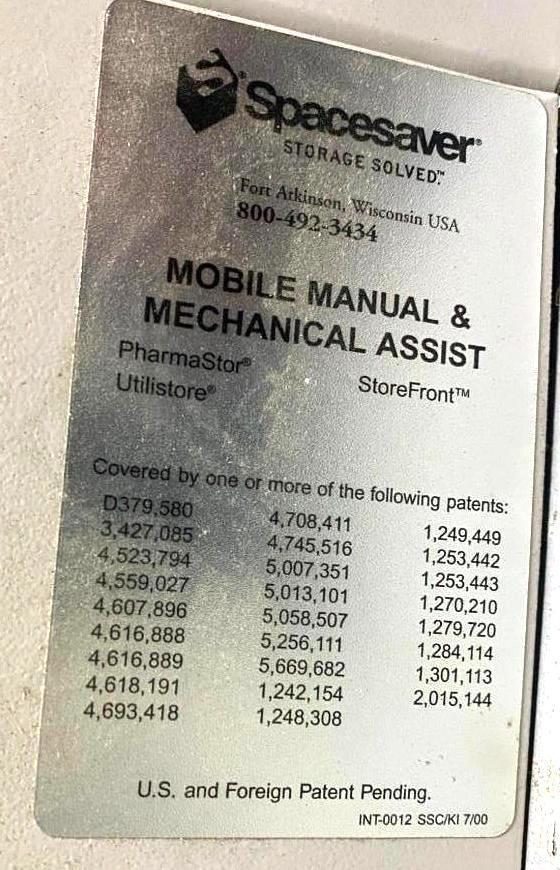 Spacesaver®
STORAGE SOLVED.™
Fort Atkinson, Wisconsin USA
800-492-3434
MOBILE MANUAL &
MECHANICAL ASSIST
PharmaStor®
Utilistore® StoreFront™
Covered by one or more of the following patents:
D379,580 4,708,411 1,249,449
3,427,085 4,745,516 1,253,442
4,523,794 5,007,351 1,253,443
4,559,027 5,013,101 1,270,210
4,607,896 5,058,507 1,279,720
4,616,888 5,256,111 1,284,114
4,616,889 5,669,682 1,301,113
4,618,191 1,242,154 2,015,144
4,693,418 1,248,308
U.S. and Foreign Patent Pending.
INT-0012 SSC/KI 7/00